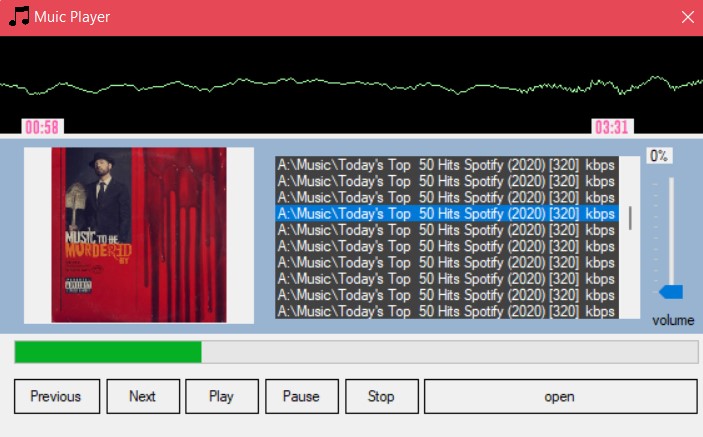 Muic Player
00:58
03:31
MUSIC TO BE
MURDERED
BY
A:\Music\Today's Top 50 Hits Spotify (2020) [320] kbps
A:\Music\Today's Top 50 Hits Spotify (2020) [320] kbps
A:\Music\Today's Top 50 Hits Spotify (2020) [320] kbps
A:\Music\Today's Top 50 Hits Spotify (2020) [320] kbps
A:\Music\Today's Top 50 Hits Spotify (2020) [320] kbps
A:\Music\Today's Top 50 Hits Spotify (2020) [320] kbps
A:\Music\Today's Top 50 Hits Spotify (2020) [320] kbps
A:\Music\Today's Top 50 Hits Spotify (2020) [320] kbps
A:\Music\Today's Top 50 Hits Spotify (2020) [320] kbps
A:\Music\Today's Top 50 Hits Spotify (2020) [320] kbps
0%
volume
Previous
Next
Play
Pause
Stop
open